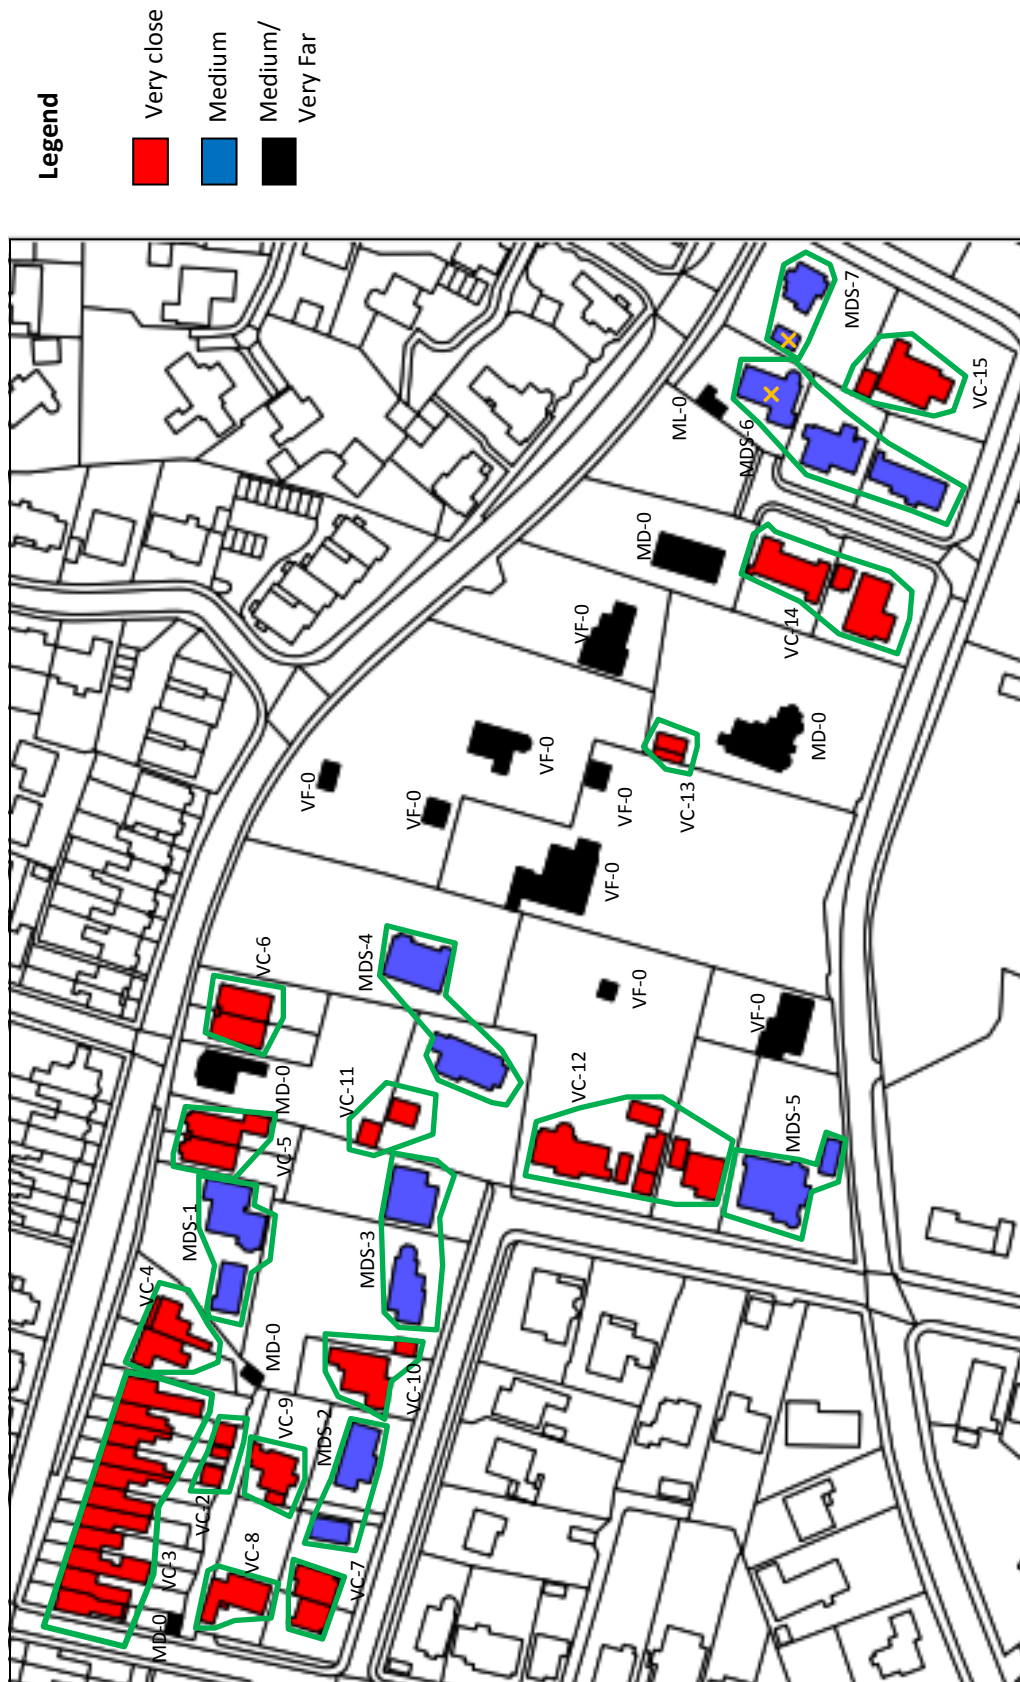 Legend
Very close
Medium
Medium/
Very Far
MDS-7
VC-15
ML-0
MDS-6
MD-0
VC-14
VF-0
MD-0
VC-13
VF-0
VF-0
VF-0
VF-0
VF-0
VF-0
VF-0
VC-6
MDS-4
MD-0
VC-11
VC-12
MDS-5
VC-5
MDS-1
MDS-3
VC-4
MD-0
VC-10
VC-9
MDS-2
VC-2
VC-8
VC-3
VC-7
MD-0